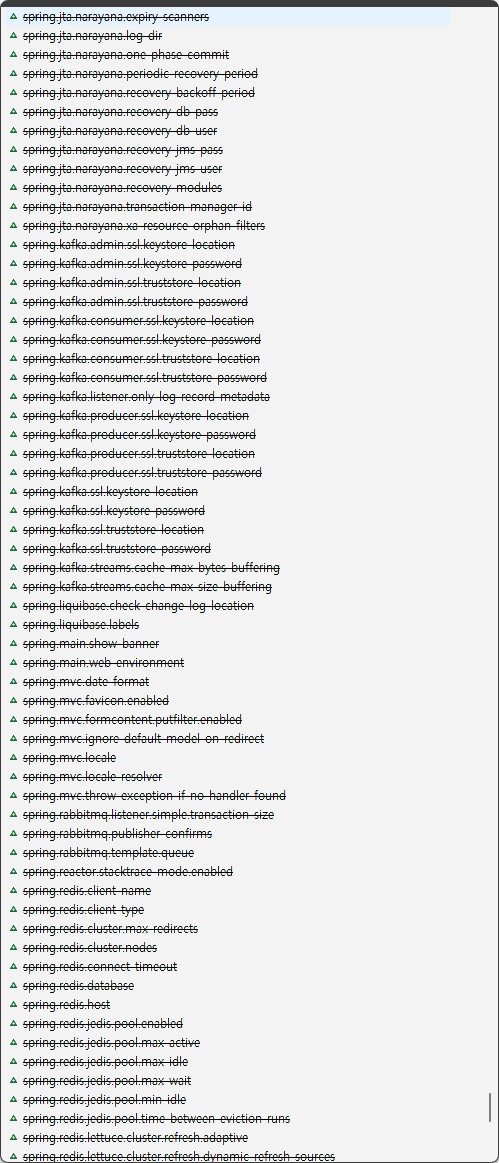 spring.jta.narayana.expiry-scanners
spring.jta.narayana.log-dir
spring.jta.narayana.one-phase-commit
spring.jta.narayana.periodic-recovery-period
spring.jta.narayana.recovery-backoff-period
spring.jta.narayana.recovery-db-pass
spring.jta.narayana.recovery-db-user
spring.jta.narayana.recovery-jms-pass
spring.jta.narayana.recovery-jms-user
spring.jta.narayana.recovery-modules
spring.jta.narayana.transaction-manager-id
spring.jta.narayana.xa-resource-orphan-filters
spring.kafka.admin.ssl.keystore-location
spring.kafka.admin.ssl.keystore-password
spring.kafka.admin.ssl.truststore-location
spring.kafka.admin.ssl.truststore-password
spring.kafka.consumer.ssl.keystore-location
spring.kafka.consumer.ssl.keystore-password
spring.kafka.consumer.ssl.truststore-location
spring.kafka.consumer.ssl.truststore-password
spring.kafka.listener.only-log-record-metadata
spring.kafka.producer.ssl.keystore-location
spring.kafka.producer.ssl.keystore-password
spring.kafka.producer.ssl.truststore-location
spring.kafka.producer.ssl.truststore-password
spring.kafka.ssl.keystore-location
spring.kafka.ssl.keystore-password
spring.kafka.ssl.truststore-location
spring.kafka.ssl.truststore-password
spring.kafka.streams.cache-max-bytes-buffering
spring.kafka.streams.cache-max-size-buffering
spring.liquibase.check-change-log-location
spring.liquibase.labels
spring.main.show-banner
spring.main.web-environment
spring.mvc.date-format
spring.mvc.favicon.enabled
spring.mvc.formcontent.putfilter.enabled
spring.mvc.ignore-default-model-on-redirect
spring.mvc.locale
spring.mvc.locale-resolver
spring.mvc.throw-exception-if-no-handler-found
spring.rabbitmq.listener.simple.transaction-size
spring.rabbitmq.publisher-confirms
spring.rabbitmq.template.queue
spring.reactor.stacktrace-mode.enabled
spring.redis.client-name
spring.redis.client-type
spring.redis.cluster.max-redirects
spring.redis.cluster.nodes
spring.redis.connect-timeout
spring.redis.database
spring.redis.host
spring.redis.jedis.pool.enabled
spring.redis.jedis.pool.max-active
spring.redis.jedis.pool.max-idle
spring.redis.jedis.pool.max-wait
spring.redis.jedis.pool.min-idle
spring.redis.jedis.pool.time-between-eviction-runs
spring.redis.lettuce.cluster.refresh.adaptive
spring.redis.lettuce.cluster.refresh.dynamic-refresh-sources